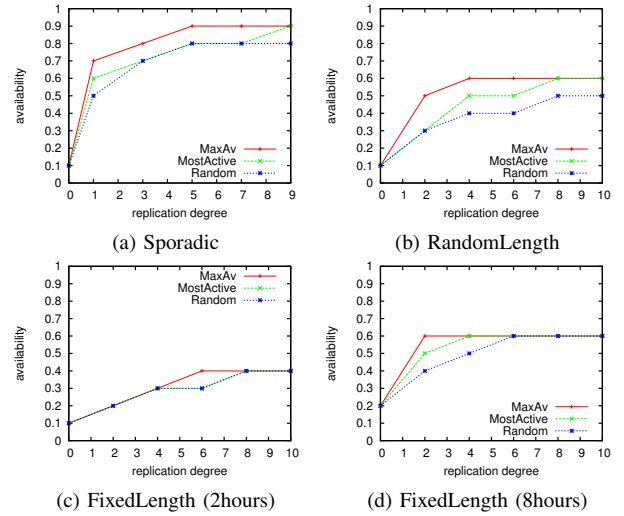 1
0.9
0.8
0.7
0.6
0.5
0.4
0.3
0.2
0.1
0
availability
0 1 2 3 4 5 6 7 8 9
replication degree
MaxAv
MostActive
Random
(a) Sporadic
1
0.9
0.8
0.7
0.6
0.5
0.4
0.3
0.2
0.1
0
availability
0 1 2 3 4 5 6 7 8 9 10
replication degree
MaxAv
MostActive
Random
(b) RandomLength
1
0.9
0.8
0.7
0.6
0.5
0.4
0.3
0.2
0.1
0
availability
0 1 2 3 4 5 6 7 8 9 10
replication degree
MaxAv
MostActive
Random
(c) FixedLength (2hours)
1
0.9
0.8
0.7
0.6
0.5
0.4
0.3
0.2
0.1
0
availability
0 1 2 3 4 5 6 7 8 9 10
replication degree
MaxAv
MostActive
Random
(d) FixedLength (8hours)